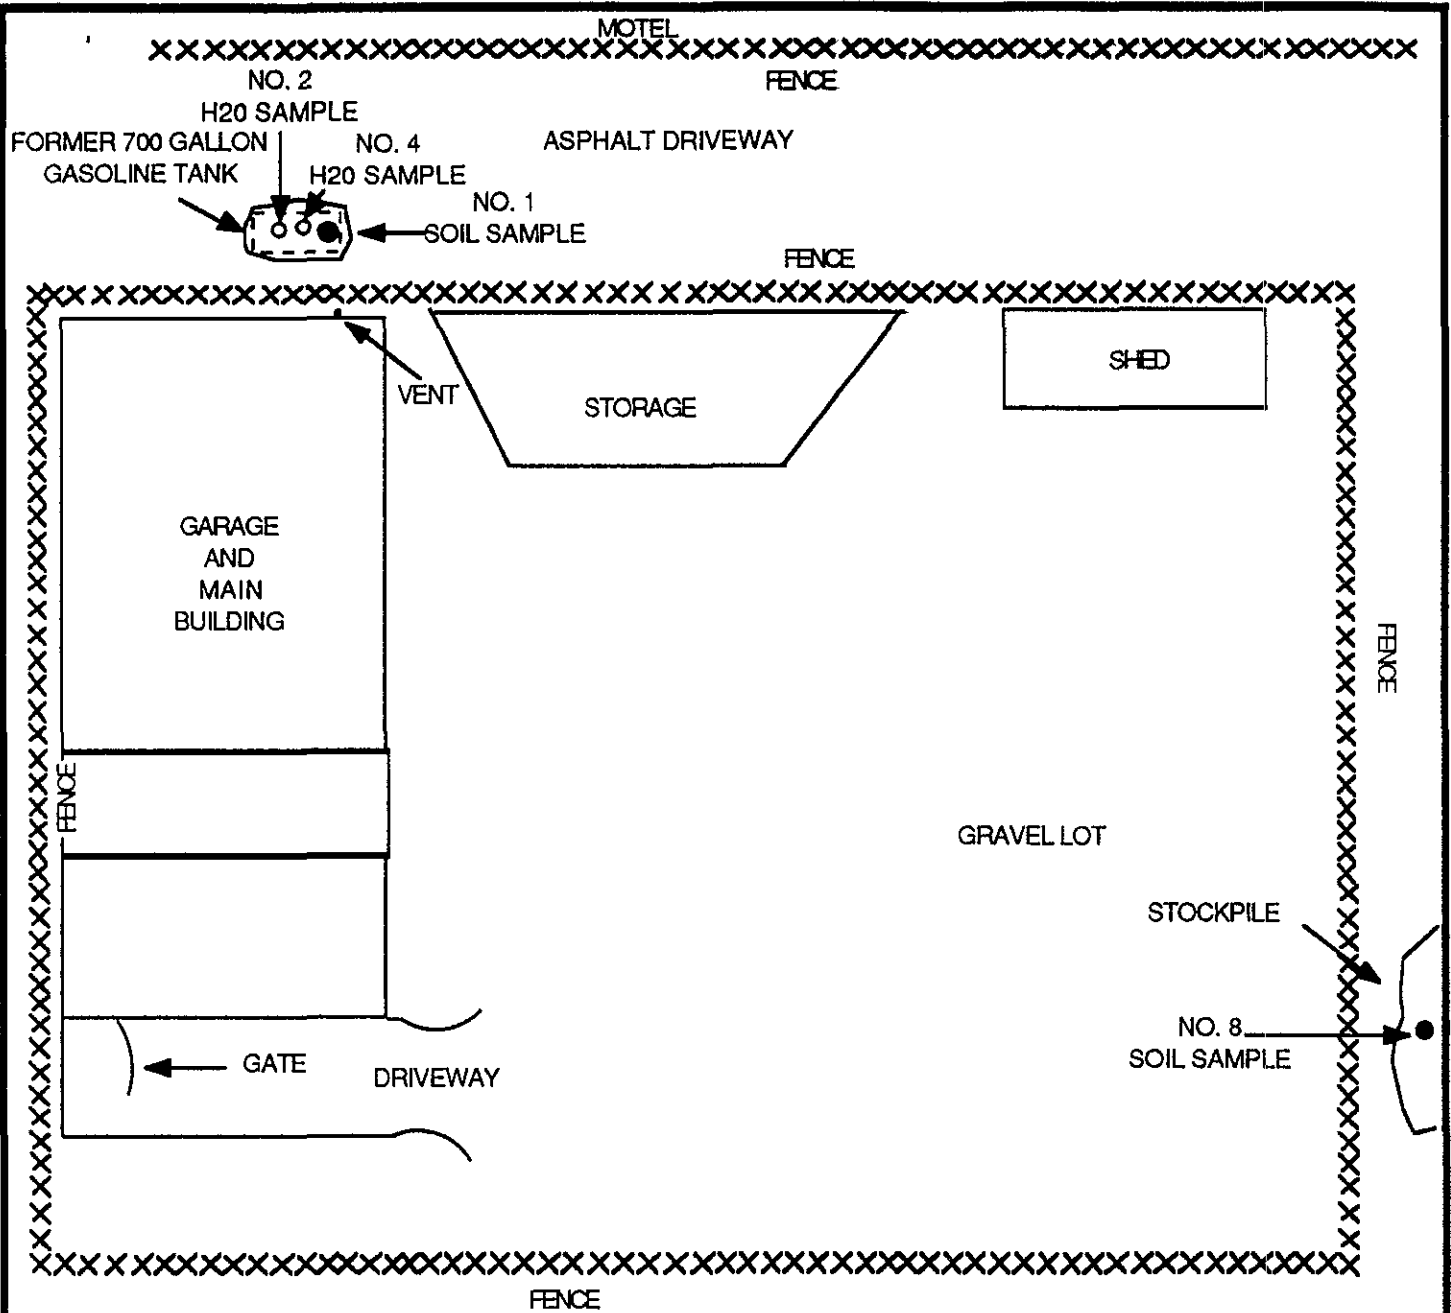 MOTEL
FENCE
NO. 2
H20 SAMPLE
FORMER 700 GALLON
GASOLINE TANK
NO. 4
H20 SAMPLE
ASPHALT DRIVEWAY
NO. 1
SOIL SAMPLE
FENCE
VENT
STORAGE
SHED
GARAGE
AND
MAIN
BUILDING
FENCE
FENCE
GRAVEL LOT
STOCKPILE
NO. 8
SOIL SAMPLE
GATE
DRIVEWAY
FENCE